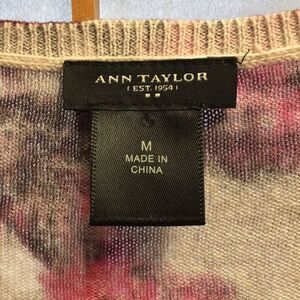 ANN TAYLOR
EST. 1954
M
MADE IN
CHINA